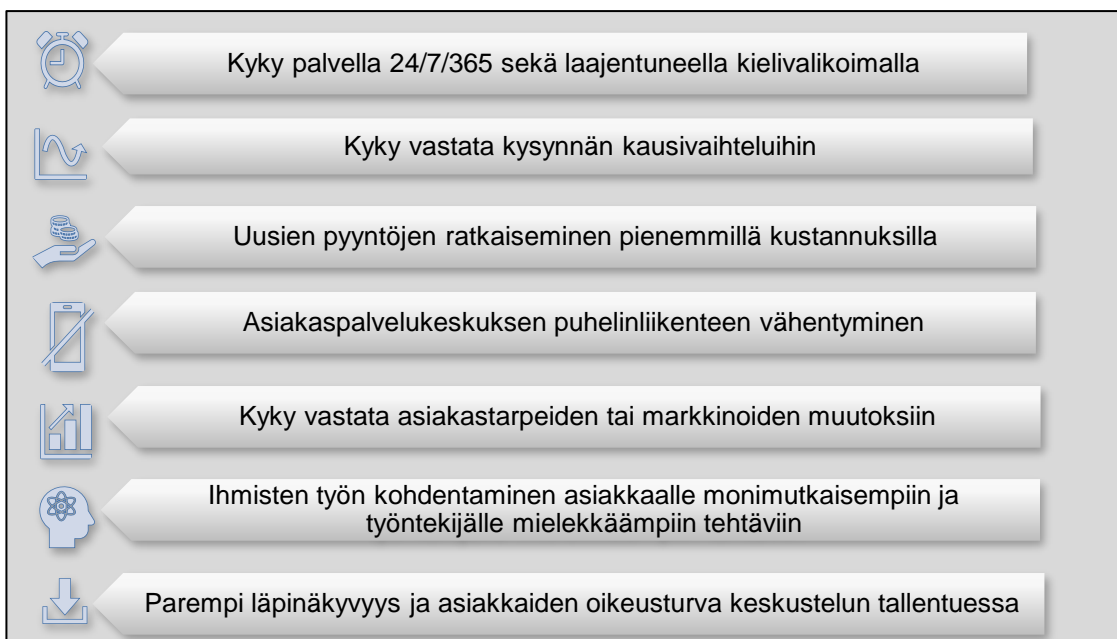 Kyky palvella 24/7/365 sekä laajentuneella kielivalikoimalla
Kyky vastata kysynnän kausivaihteluihin
Uusien pyyntöjen ratkaiseminen pienemmillä kustannuksilla
Asiakaspalvelukeskuksen puhelinliikenteen vähentyminen
Kyky vastata asiakastarpeiden tai markkinoiden muutoksiin
Ihmisten työn kohdentaminen asiakkaalle monimutkaisempiin ja
työntekijälle mielekkäämpiin tehtäviin
Parempi läpinäkyvyys ja asiakkaiden oikeusturva keskustelun tallentuessa